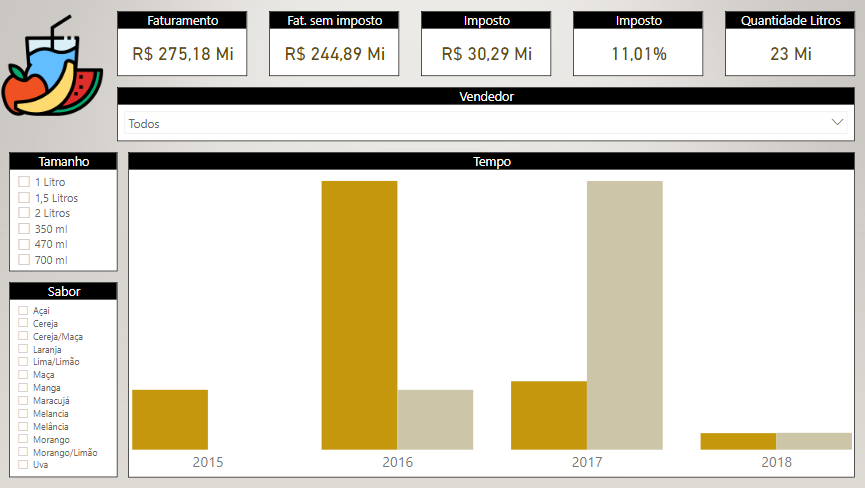 Faturamento
R$ 275,18 Mi
Fat. sem imposto
R$ 244,89 Mi
Imposto
R$ 30,29 Mi
Imposto
11,01%
Quantidade Litros
23 Mi
Vendedor
Todos
Tamanho
1 Litro
1,5 Litros
2 Litros
350 ml
470 ml
700 ml
Sabor
Açai
Cereja
Cereja/Maça
Laranja
Lima/Limão
Maça
Manga
Maracujá
Melancia
Melância
Morango
Morango/Limão
Uva
Tempo
2015
2016
2017
2018